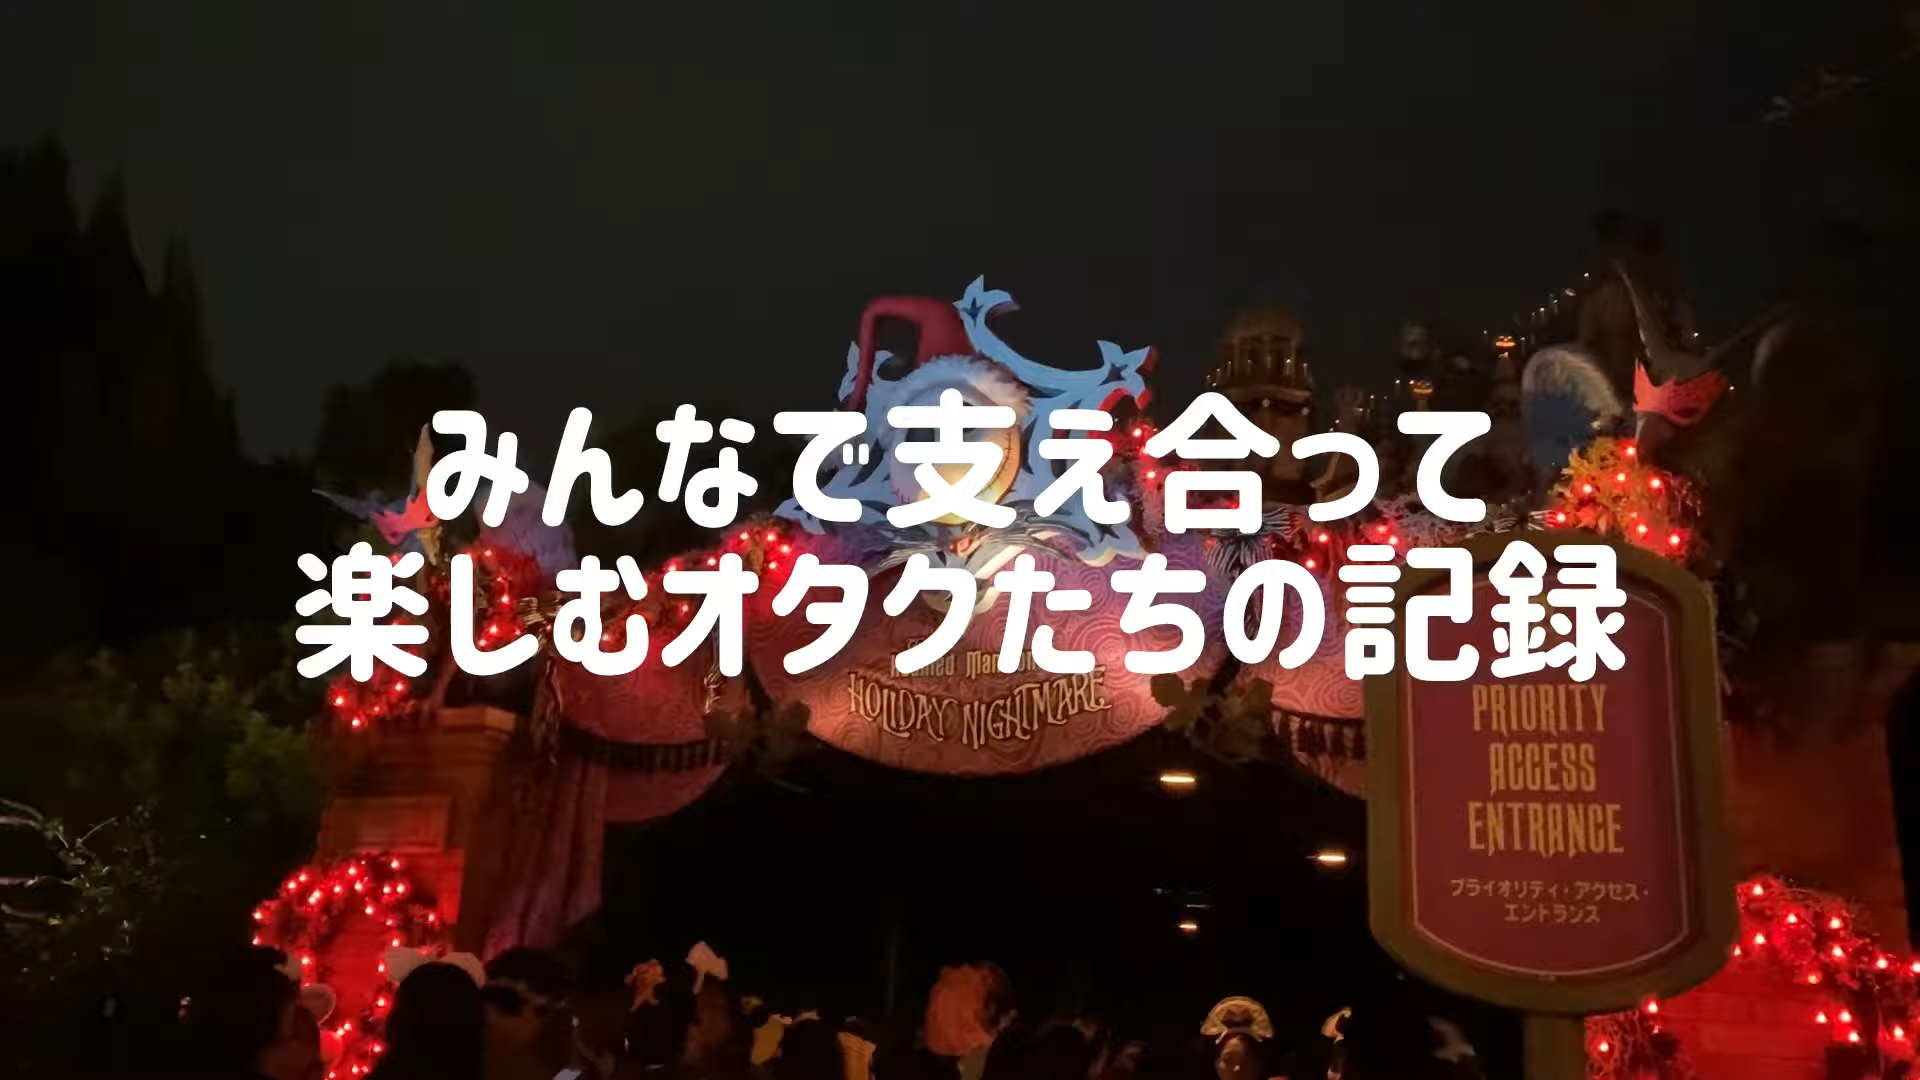 みんなで支え合って
楽しむオタクたちの記録
HOLIDAY NIGHTMARE
PRIORITY
ACCESS
ENTRANCE
プライオリティ・アクセス・
エントランス